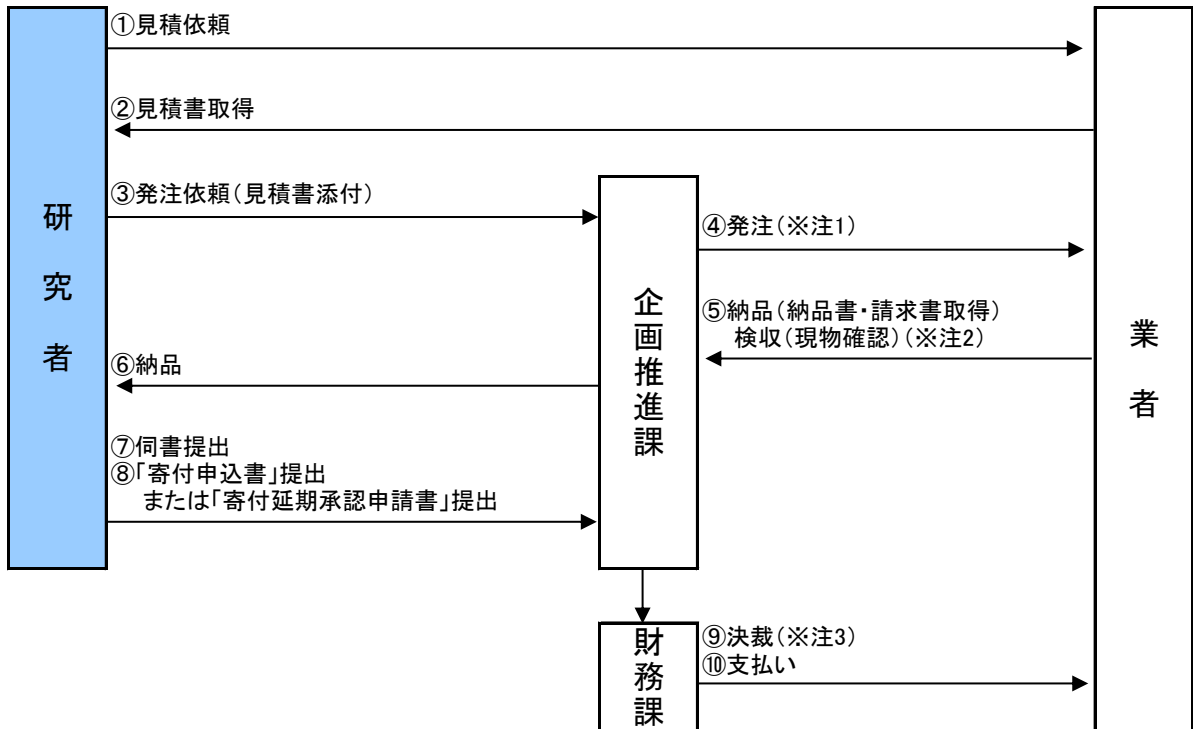 ①見積依頼
②見積書取得
③発注依頼(見積書添付)
研究者
企画推進課
④発注(※注1)
⑤納品(納品書・請求書取得)
検収(現物確認)(※注2)
業者
⑥納品
⑦伺書提出
⑧「寄付申込書」提出
または「寄付延期承認申請書」提出
財務課
⑨決裁(※注3)
⑩支払い